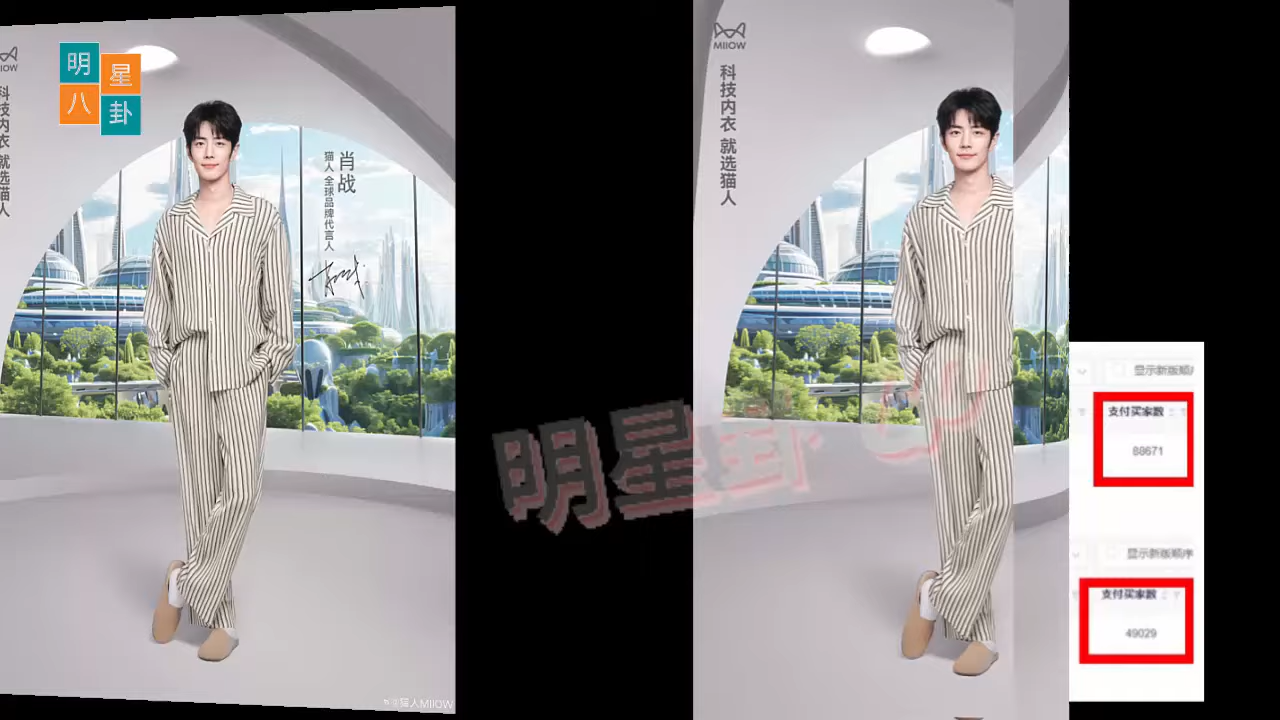 明星
八卦
IOW
科技内衣 就选猫人
肖战
猫人 全球品牌代言人
@猫人MIIOW
MIIOW
科技内衣 就选猫人
明星卦
显示新版顺
支付买家数
88671
显示新版顺序
支付买家数
49029